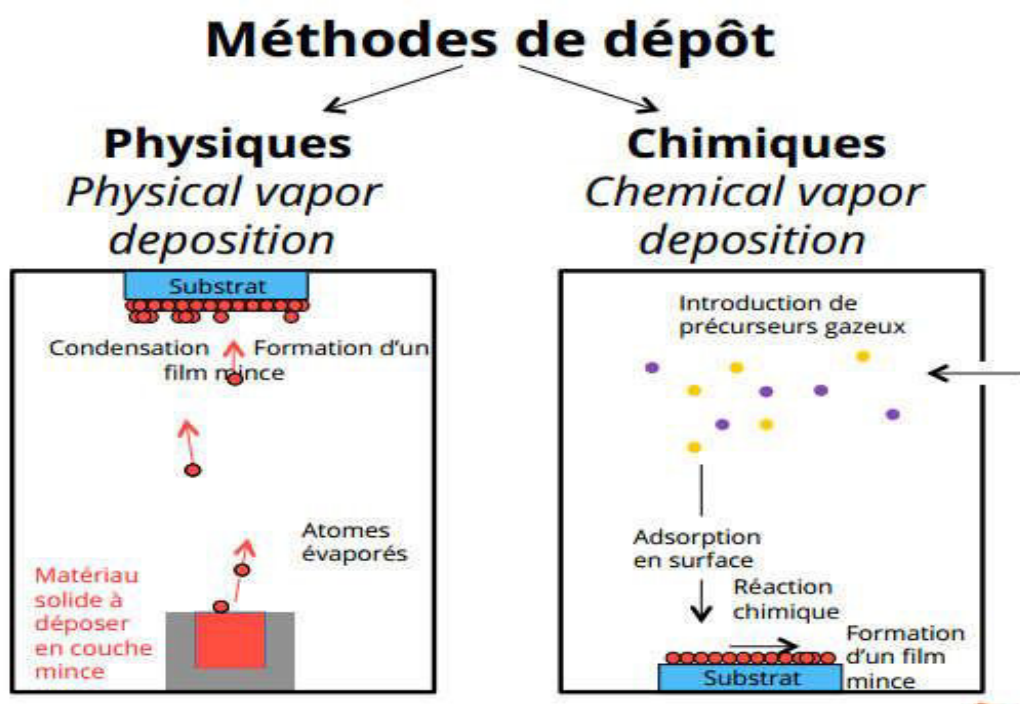 Méthodes de dépôt
Physiques
Physical vapor
deposition
Substrat
Condensation
Formation d'un
film mince
Atomes
évaporés
Matériau
solide à
déposer
en couche
mince
Chimiques
Chemical vapor
deposition
Introduction de
précurseurs gazeux
Adsorption
en surface
Réaction
chimique
Formation
d'un film
mince
Substrat